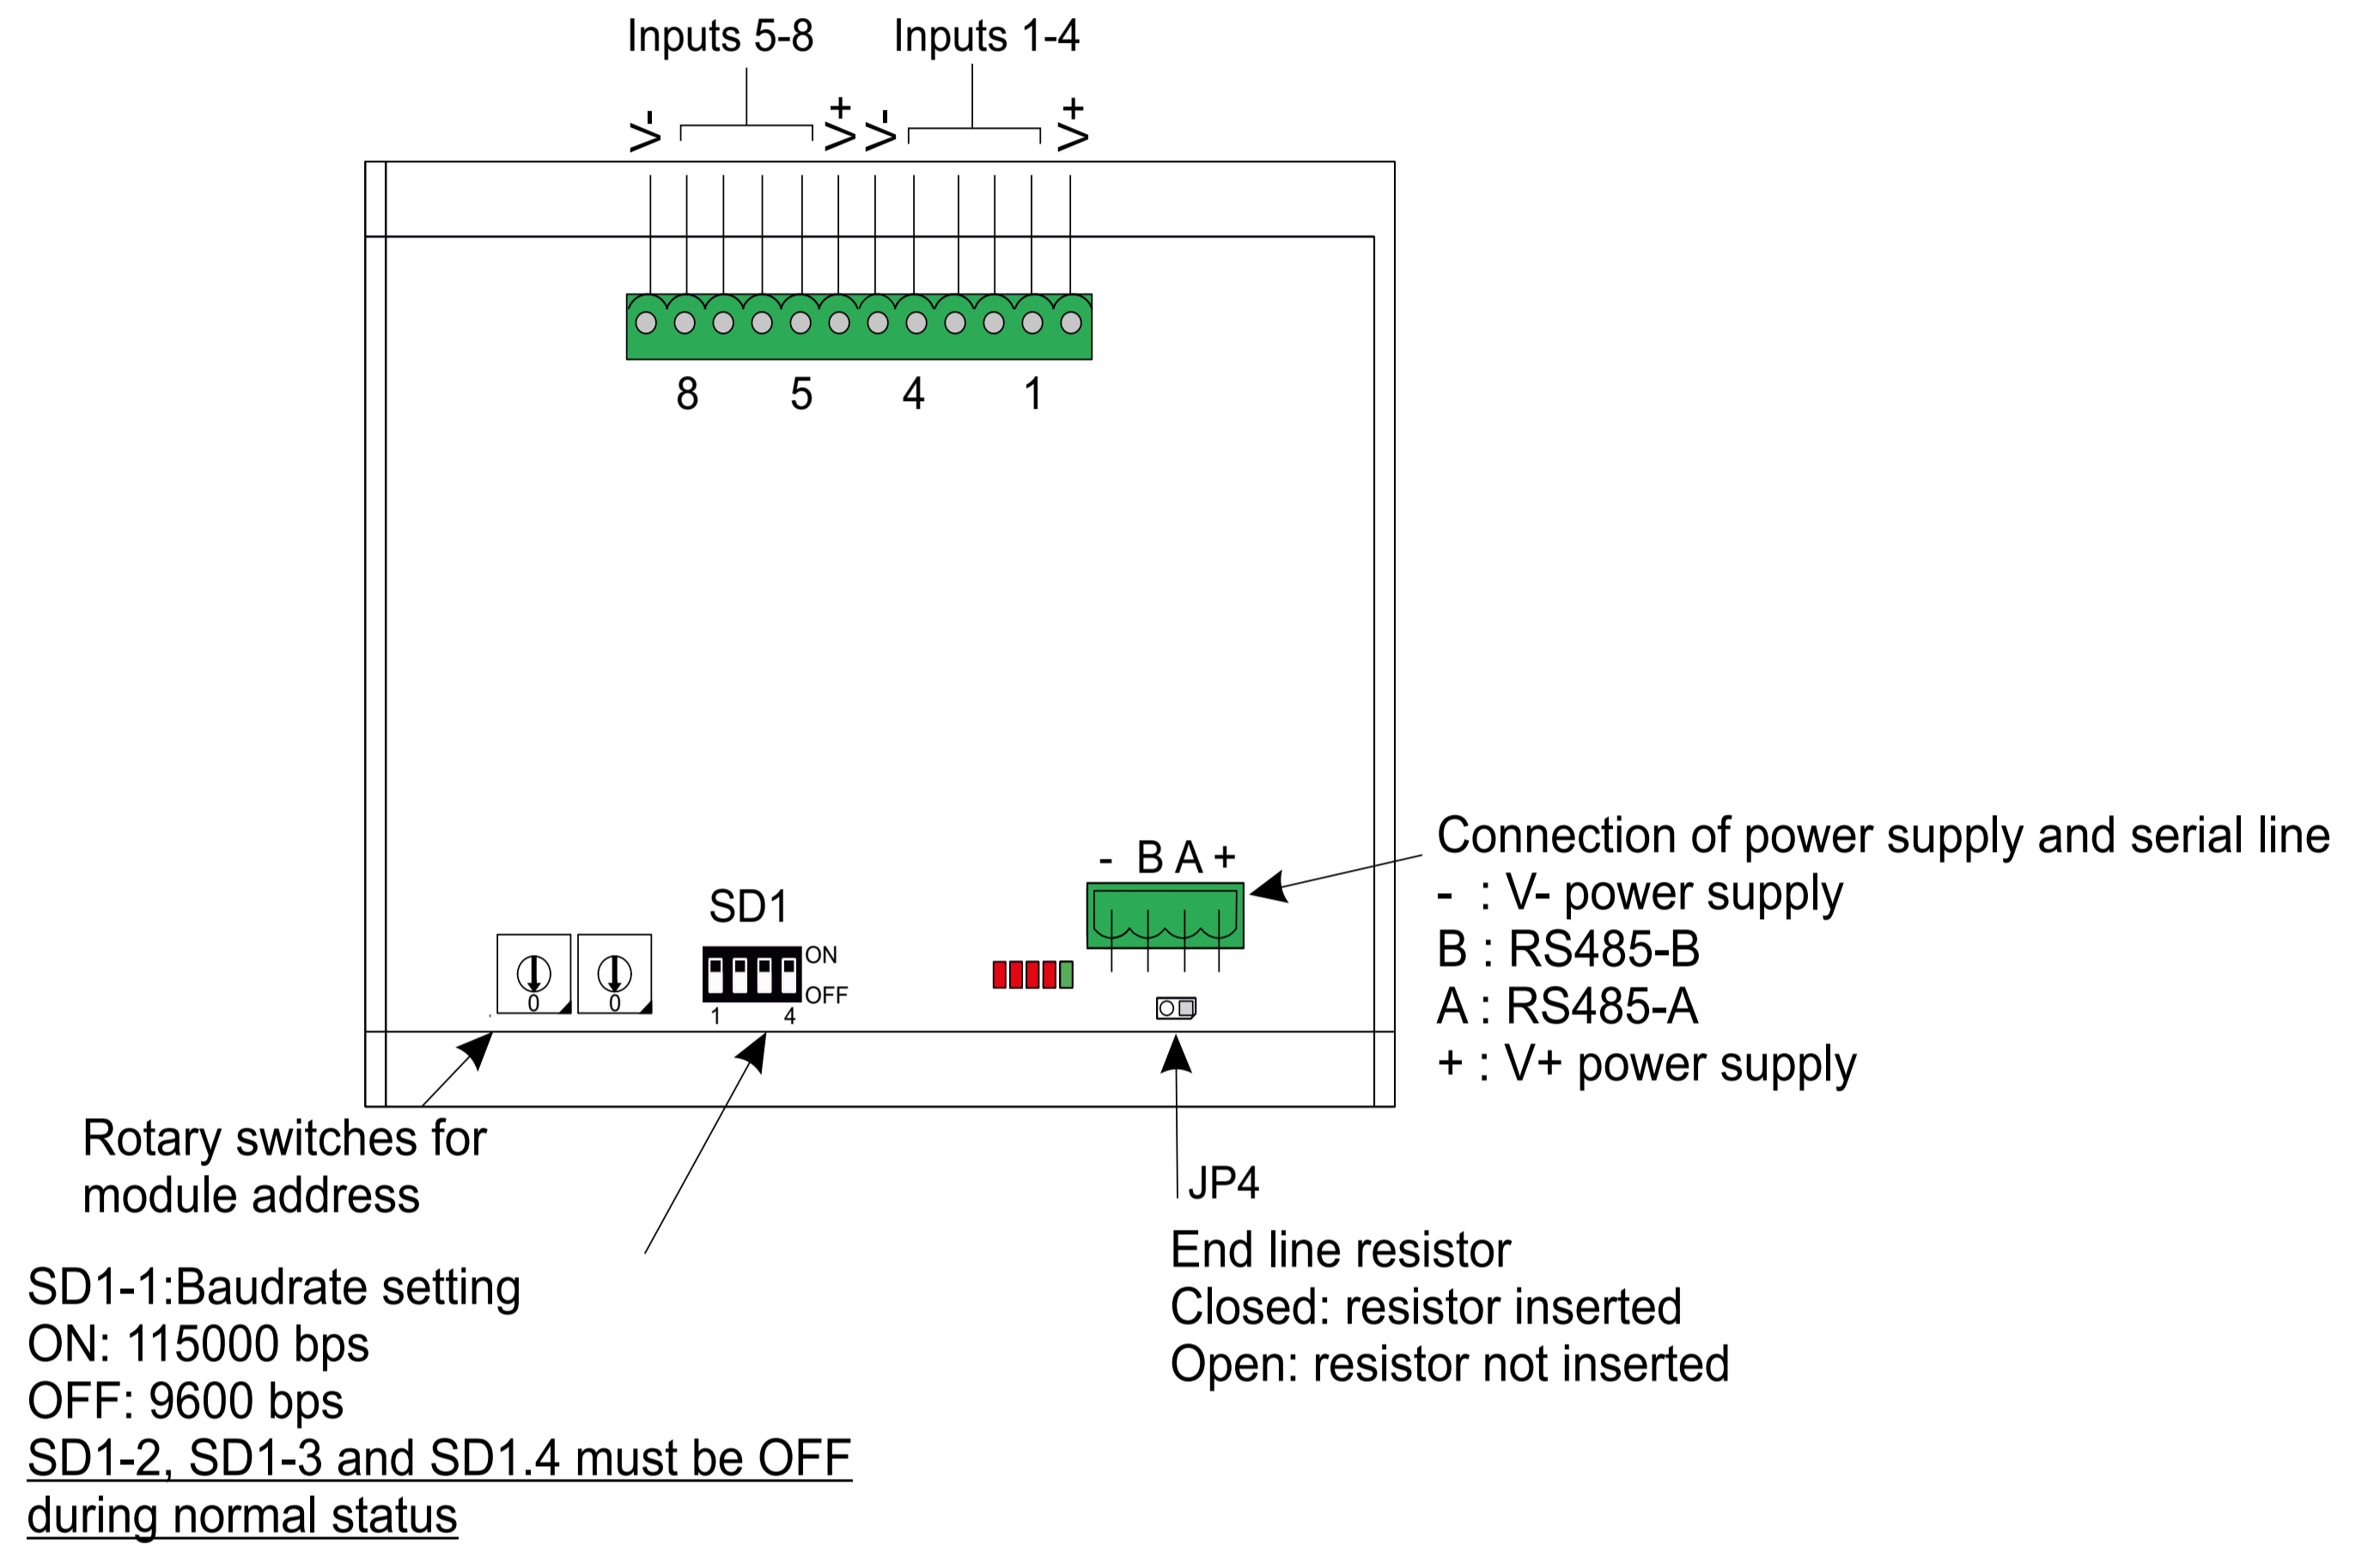 Inputs 5-8
Inputs 1-4
V-
V+
V-
V+
8
5
4
1
- B A +
Connection of power supply and serial line
- : V- power supply
B : RS485-B
A : RS485-A
+ : V+ power supply
SD1
ON
OFF
0
0
1
4
Rotary switches for
module address
JP4
End line resistor
Closed: resistor inserted
Open: resistor not inserted
SD1-1:Baudrate setting
ON: 115000 bps
OFF: 9600 bps
SD1-2, SD1-3 and SD1.4 must be OFF
during normal status